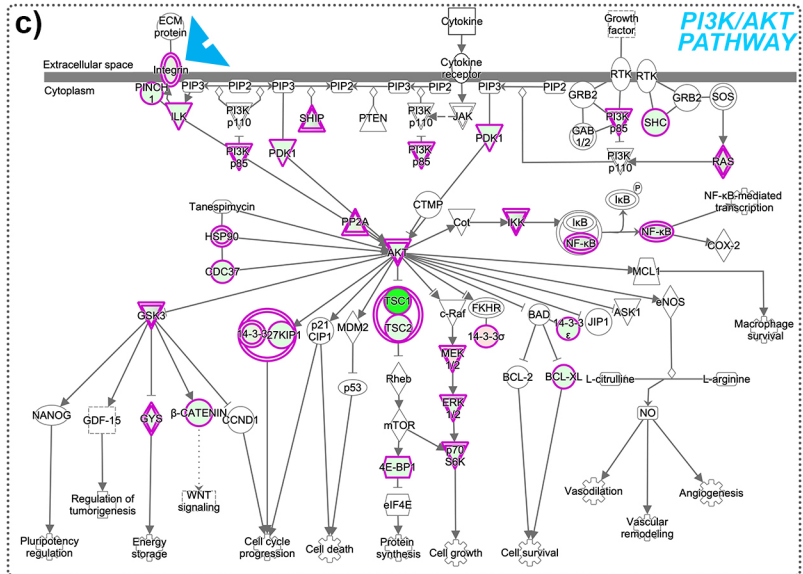 c)
PI3K/AKT
PATHWAY
ECM
protein
Cytokine
Growth
factor
Extracellular space
Integrin
Cytokine
receptor
RTK
RTK
Cytoplasm
PINCH
1
PIP3
PIP2
PIP3
PIP2
PIP3
PIP2
PIP3
PIP2
GRB2
GRB2
SOS
ILK
PI3K
p110
SHIP
PTEN
PI3K
p110
JAK
PI3K
p85
SHC
GAB
1/2
PDK1
PDK1
PI3K
p85
PI3K
p85
PI3K
p110
RAS
Tanespimycin
CTMP
IκB
P
NF-κB-mediated
transcription
PP2A
Cot
IKK
IκB
NF-κB
NF-κB
HSP90
AKT
COX-2
CDC37
MCL1
GSK3
TSC1
TSC2
c-Raf
FKHR
BAD
14-3-3
ε
JIP1
ASK1
eNOS
14-3-3
27KIP1
p21
CIP1
MDM2
14-3-3σ
Macrophage
survival
MEK
1/2
Rheb
p53
BCL-2
BCL-XL
L-citrulline
L-arginine
NANOG
GDF-15
GYS
β-CATENIN
CCND1
ERK
1/2
NO
mTOR
p70
S6K
4E-BP1
Regulation of
tumorigenesis
WNT
signaling
eIF4E
Vasodilation
Angiogenesis
Vascular
remodeling
Pluripotency
regulation
Energy
storage
Cell cycle
progression
Cell death
Protein
synthesis
Cell growth
Cell survival